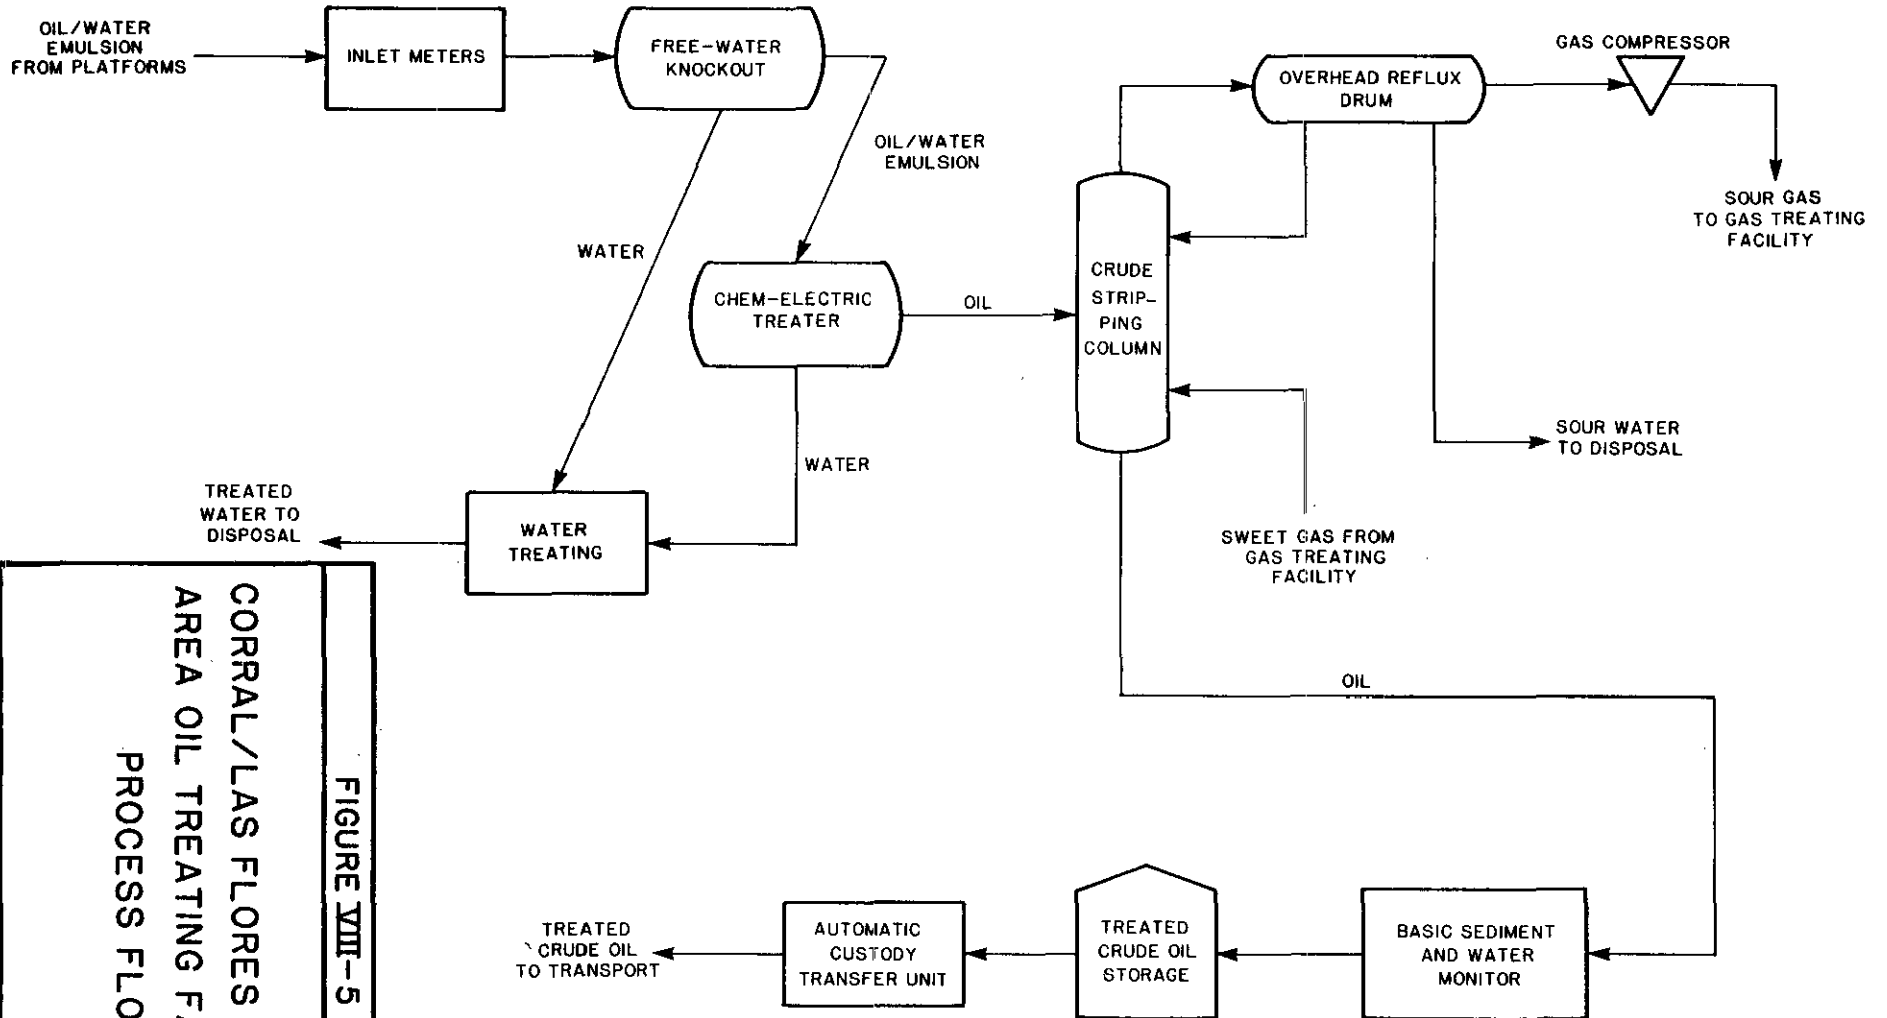 OIL/WATER
EMULSION
FROM PLATFORMS
INLET METERS
FREE-WATER
KNOCKOUT
OIL/WATER
EMULSION
WATER
CHEM-ELECTRIC
TREATER
OIL
WATER
WATER
TREATING
TREATED
WATER TO
DISPOSAL
CRUDE
STRIP-
PING
COLUMN
OVERHEAD REFLUX
DRUM
GAS COMPRESSOR
SOUR GAS
TO GAS TREATING
FACILITY
SOUR WATER
TO DISPOSAL
SWEET GAS FROM
GAS TREATING
FACILITY
OIL
BASIC SEDIMENT
AND WATER
MONITOR
TREATED
CRUDE OIL
STORAGE
AUTOMATIC
CUSTODY
TRANSFER UNIT
TREATED
CRUDE OIL
TO TRANSPORT
FIGURE VIII-5
CORRAL/LAS FLORES
AREA OIL TREATING
PROCESS